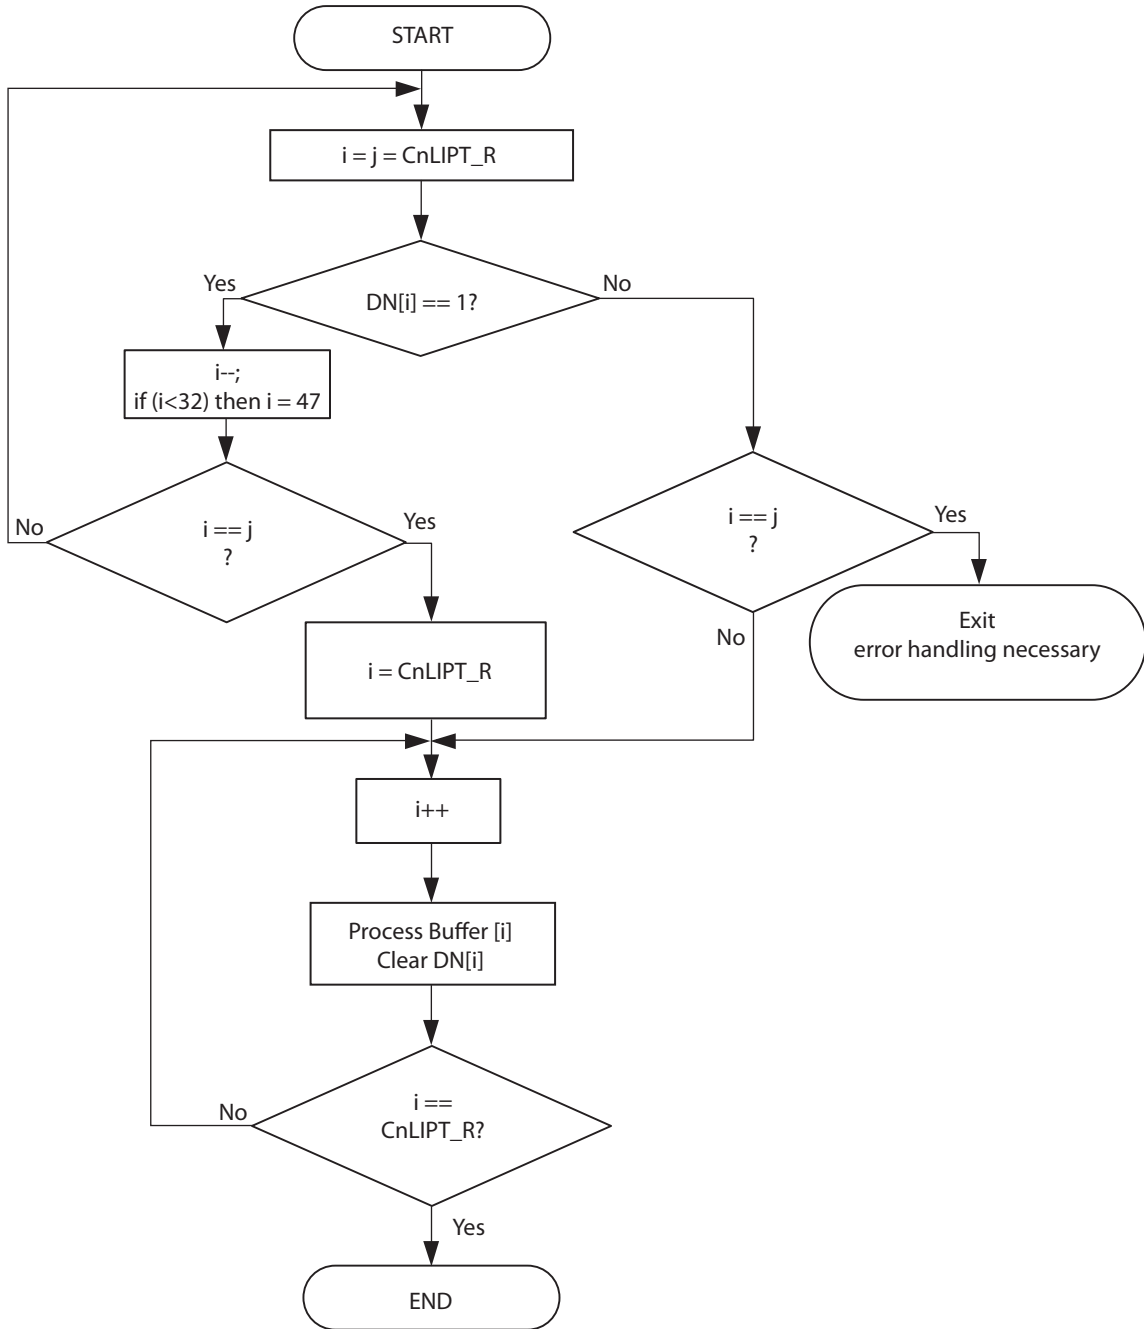 START
i = j = CnLIPT_R
DN[i] == 1?
Yes
No
i--;
if (i<32) then i = 47
i == j
?
No
Yes
i == j
?
Yes
No
Exit
error handling necessary
i = CnLIPT_R
i++
Process Buffer [i]
Clear DN[i]
i ==
CnLIPT_R?
No
Yes
END